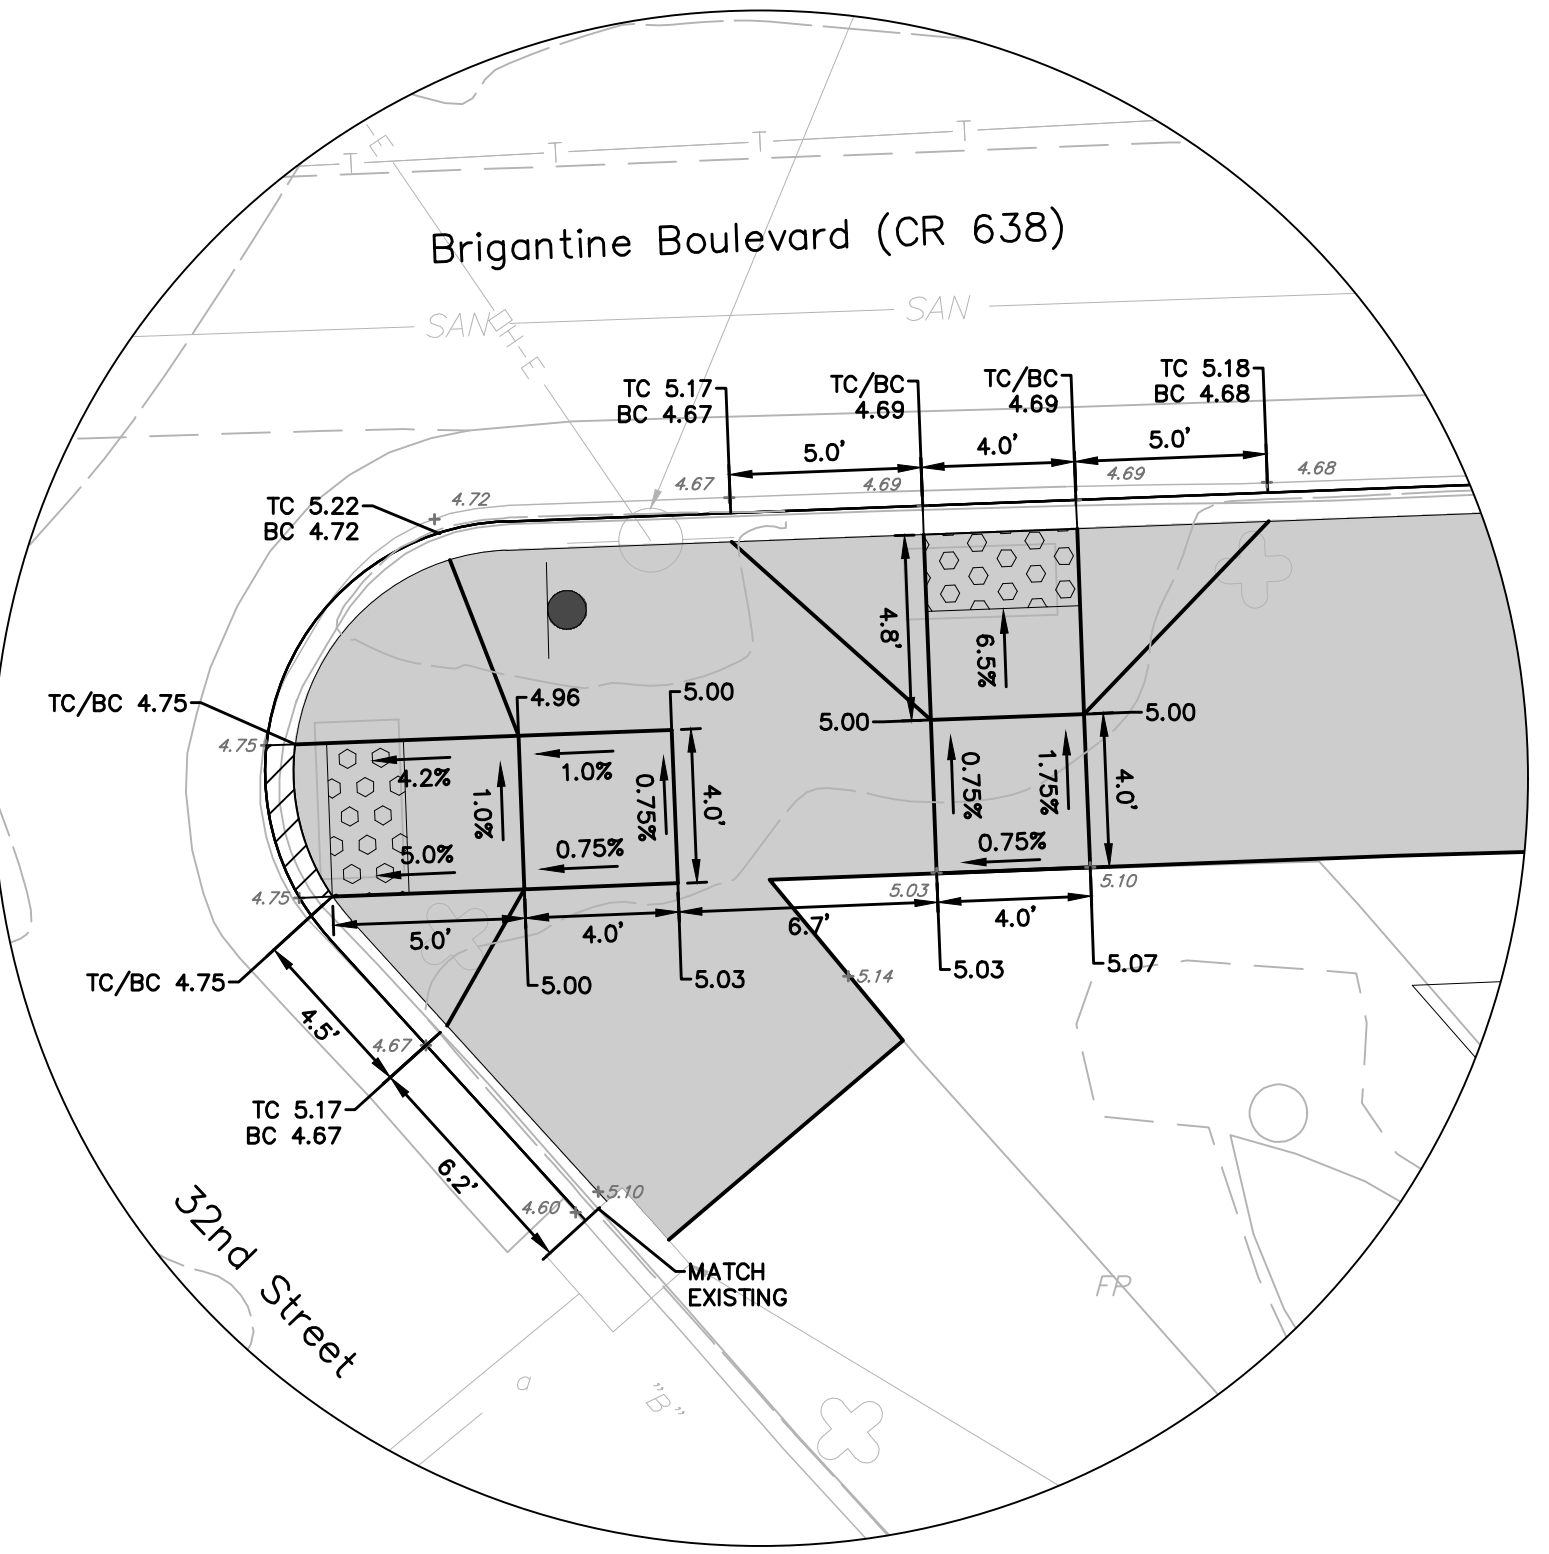 T T T T
E
Brigantine Boulevard (CR 638)
SAN
SAN
OH-E
TC 5.17
BC 4.67
TC/BC
4.69
TC/BC
4.69
TC 5.18
BC 4.68
5.0'
4.0'
5.0'
4.72
4.67
4.69
4.69
4.68
TC 5.22
BC 4.72
4.8'
6.5%
TC/BC 4.75
4.75
4.96
5.00
5.00
5.00
4.2%
1.0%
1.0%
0.75%
4.0'
0.75%
1.75%
4.0'
5.0%
0.75%
0.75%
4.75
5.03
5.10
5.0'
4.0'
6.7'
4.0'
TC/BC 4.75
5.00
5.03
5.03
5.07
5.14
4.5'
4.67
TC 5.17
BC 4.67
6.2'
4.60
5.10
MATCH
EXISTING
32nd Street
FP
a
"B"